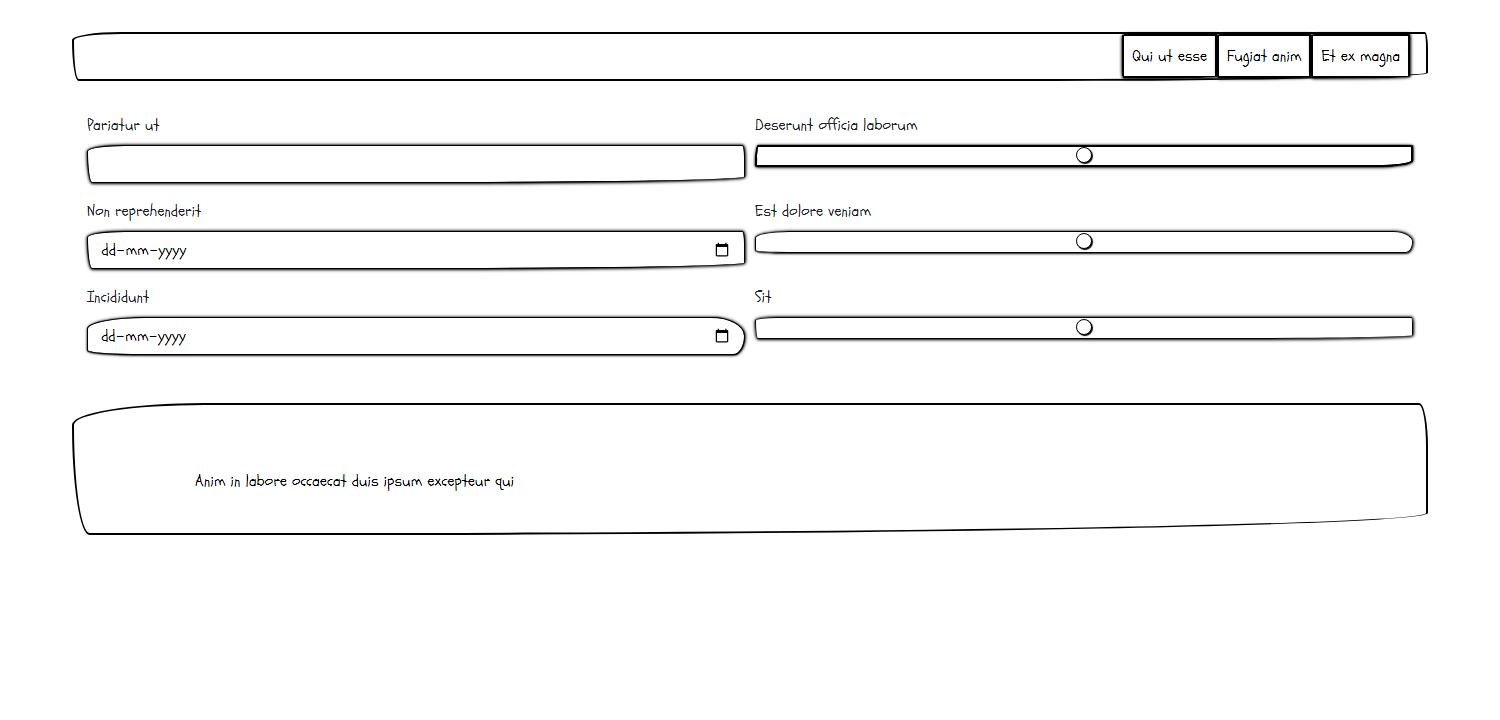 Qui ut esse Fugiat anim Et ex magna
Pariatur ut
Deserunt officia laborum
Non reprehenderit
Est dolore veniam
dd-mm-yyyy
Incididunt
Sit
dd-mm-yyyy
Anim in labore occaecat duis ipsum excepteur qui